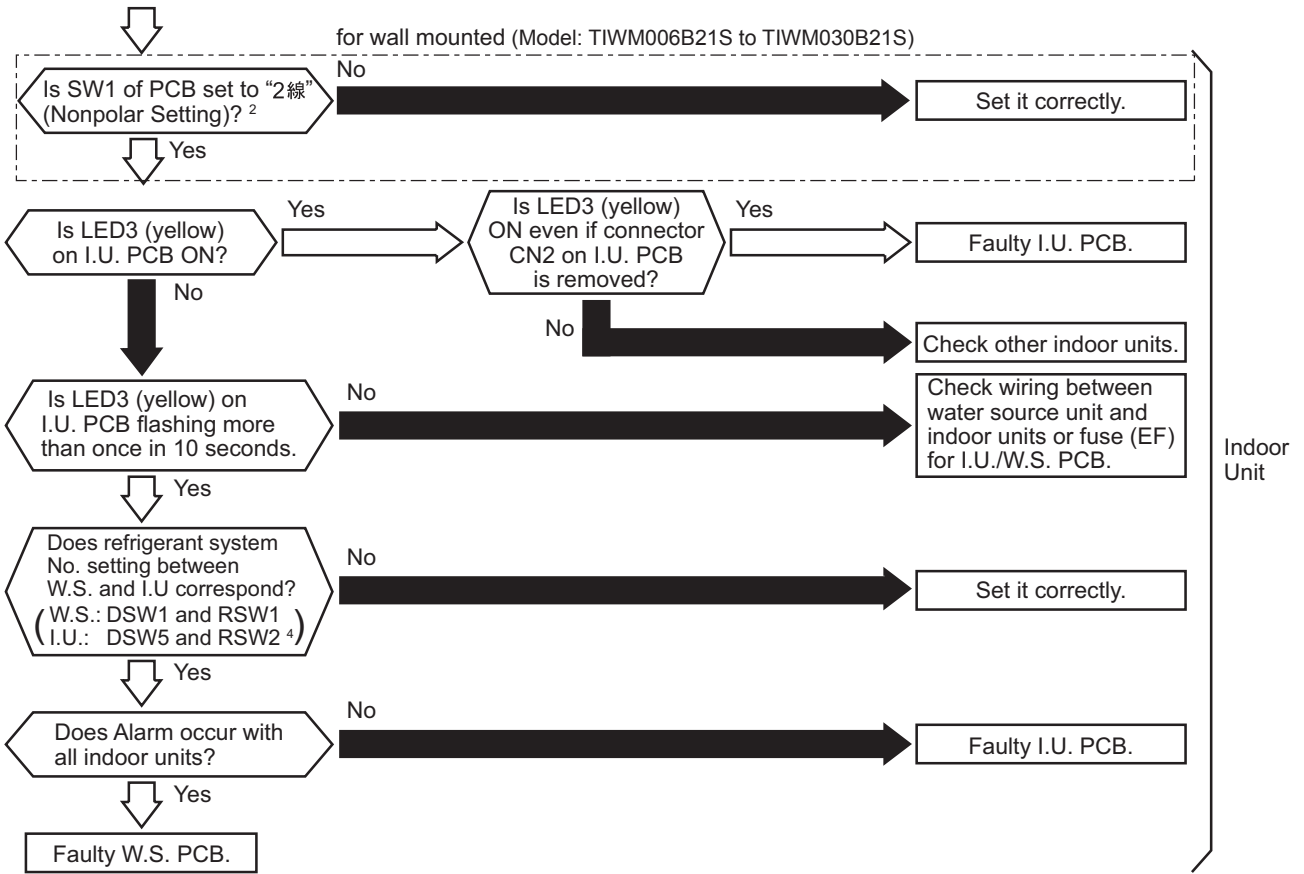 for wall mounted (Model: TIWM006B21S to TIWM030B21S)
Is SW1 of PCB set to “2線”
(Nonpolar Setting)? 2
No
Set it correctly.
Yes
Is LED3 (yellow)
on I.U. PCB ON?
Yes
Is LED3 (yellow)
ON even if connector
CN2 on I.U. PCB
is removed?
Yes
Faulty I.U. PCB.
No
No
Check other indoor units.
Is LED3 (yellow) on
I.U. PCB flashing more
than once in 10 seconds.
No
Check wiring between
water source unit and
indoor units or fuse (EF)
for I.U./W.S. PCB.
Indoor
Unit
Yes
Does refrigerant system
No. setting between
W.S. and I.U correspond?
(W.S.: DSW1 and RSW1
I.U.: DSW5 and RSW2 4)
No
Set it correctly.
Yes
Does Alarm occur with
all indoor units?
No
Faulty I.U. PCB.
Yes
Faulty W.S. PCB.